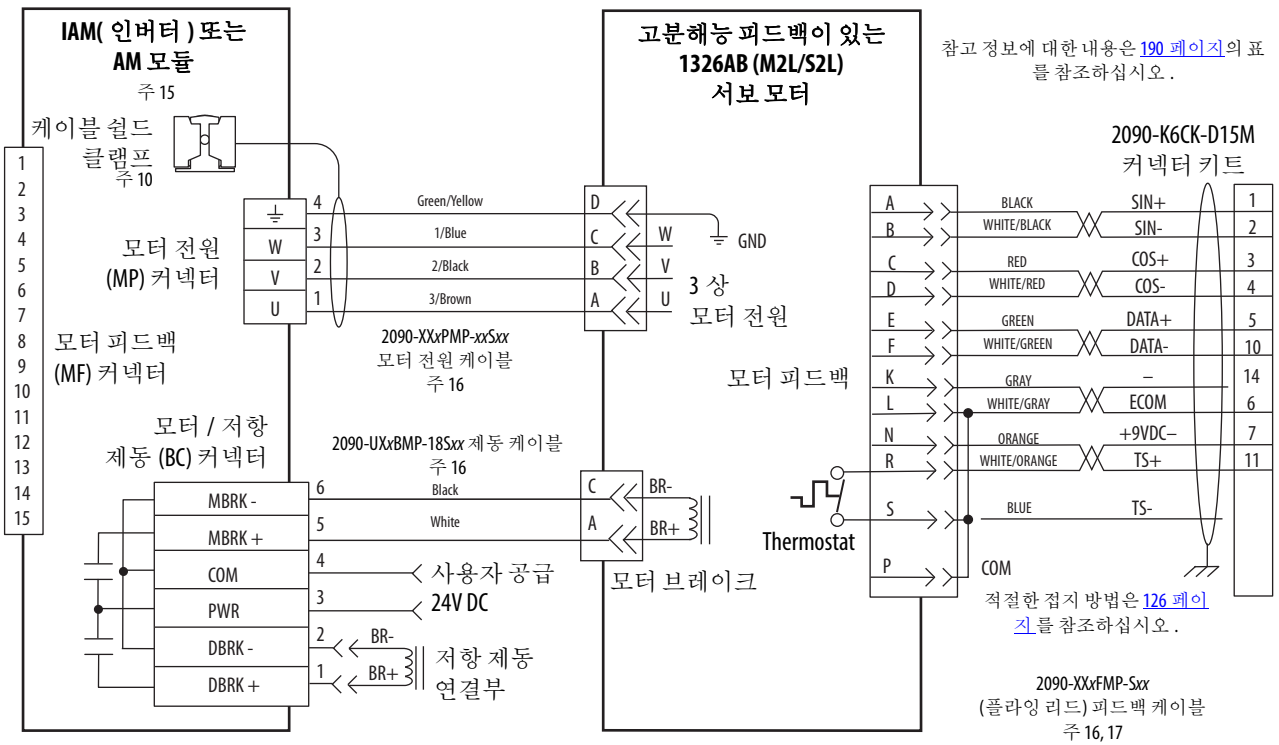 IAM( 인버터 ) 또는
AM 모듈
주 15
케이블 쉴드
클램프
주 10
1
2
3
4
5
6
7
8
9
10
11
12
13
14
15
모터 전원
(MP) 커넥터
W
V
U
4
3
2
1
Green/Yellow
1/Blue
2/Black
3/Brown
2090-XXxPMP-xxSxx
모터 전원 케이블
주 16
모터 피드백
(MF) 커넥터
모터 / 저항
제동 (BC) 커넥터
2090-UXxBMP-18Sxx 제동 케이블
주 16
MBRK -
MBRK +
COM
PWR
DBRK -
DBRK +
6
5
4
3
2
1
Black
White
사용자 공급
24V DC
BR-
BR+
저항 제동
연결부
고분해능 피드백이 있는
1326AB (M2L/S2L)
서보 모터
D
C
B
A
W
V
U
GND
3 상
모터 전원
C
A
BR-
BR+
모터 브레이크
모터 피드백
Thermostat
A
B
C
D
E
F
K
L
N
R
S
P
참고 정보에 대한 내용은 190 페이지의 표
를 참조하십시오 .
2090-K6CK-D15M
커넥터 키트
BLACK SIN+ 1
WHITE/BLACK SIN- 2
RED COS+ 3
WHITE/RED COS- 4
GREEN DATA+ 5
WHITE/GREEN DATA- 10
GRAY – 14
WHITE/GRAY ECOM 6
ORANGE +9VDC– 7
WHITE/ORANGE TS+ 11
BLUE TS-
COM
적절한 접지 방법은 126 페이
지 를 참조하십시오 .
2090-XXxFMP-Sxx
(플라잉 리드) 피드백 케이블
주 16, 17